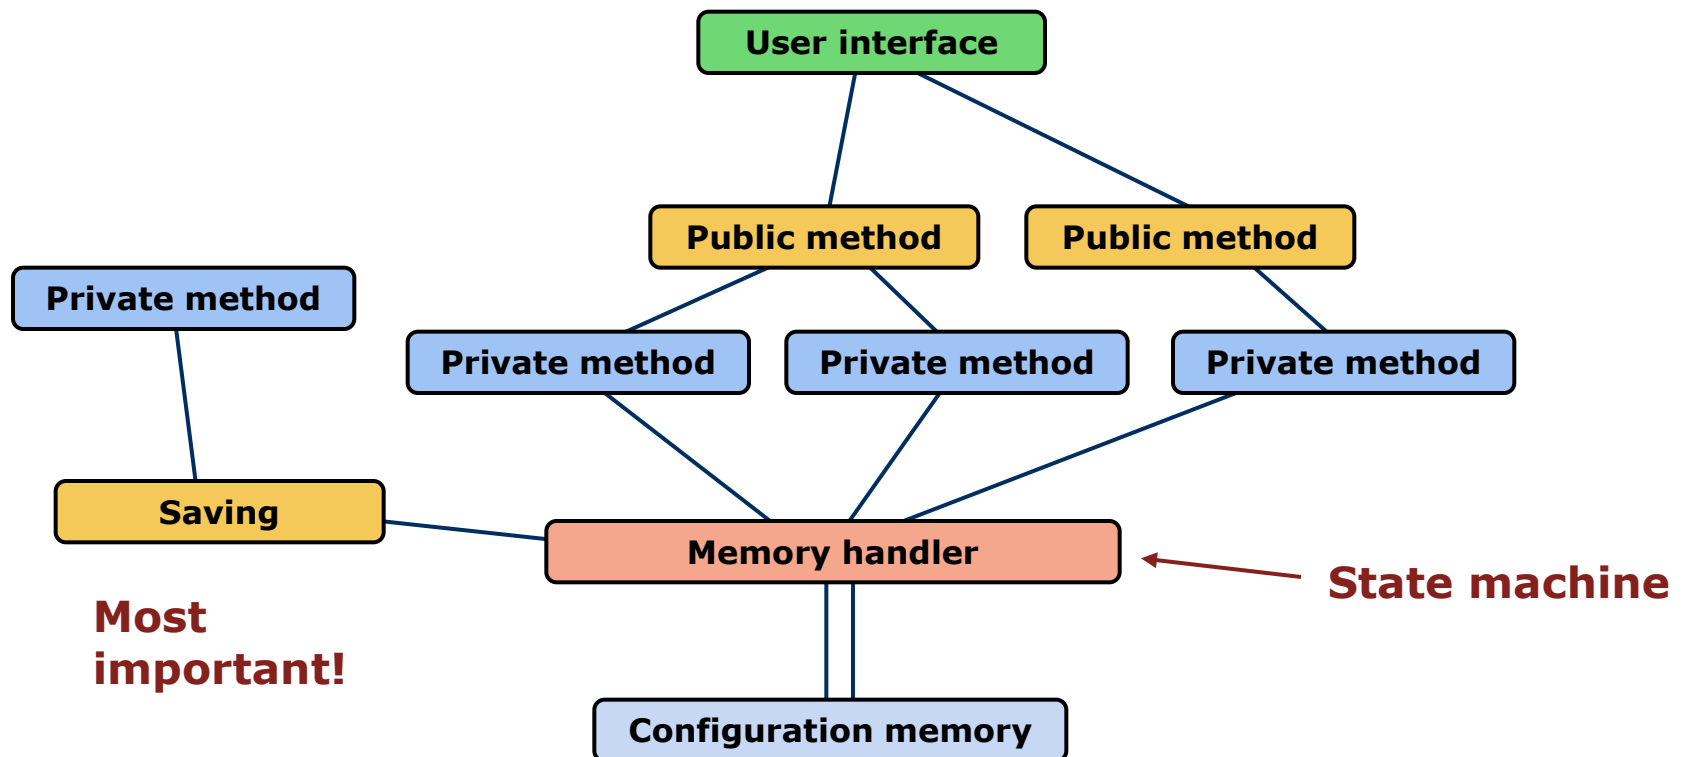 User interface
Public method
Public method
Private method
Private method
Private method
Private method
Saving
Memory handler
State machine
Most
important!
Configuration memory